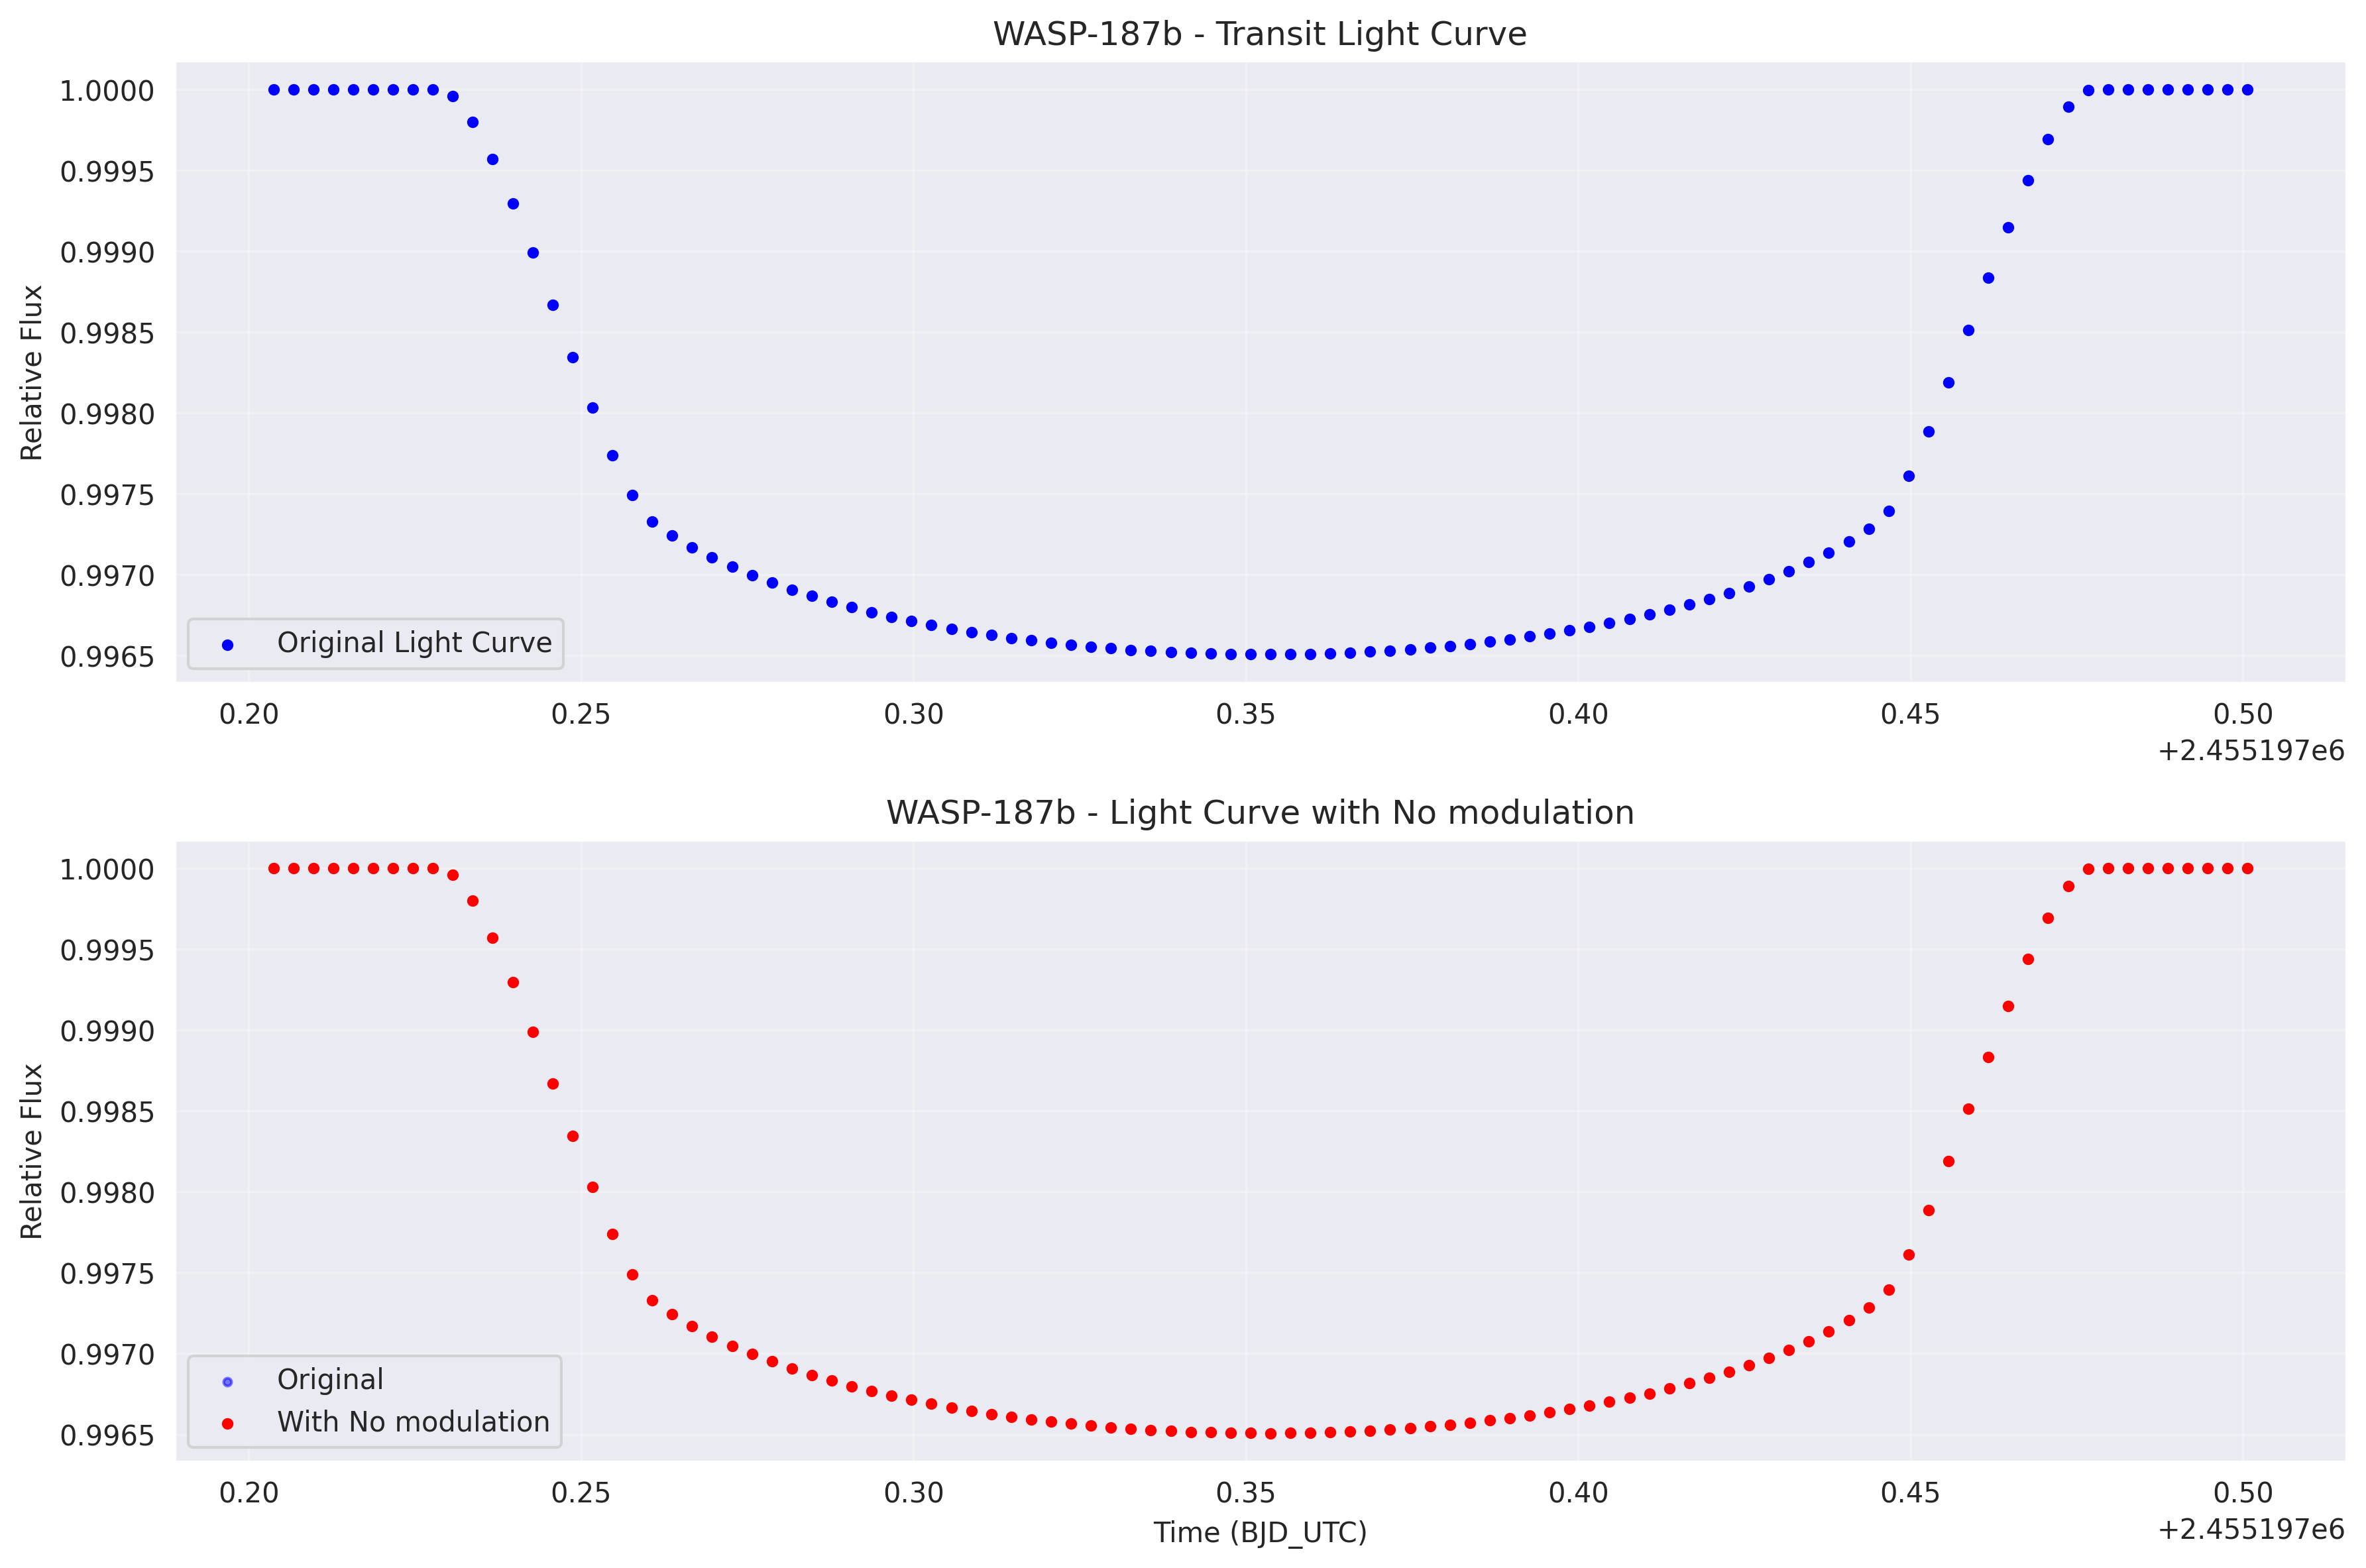 WASP-187b - Transit Light Curve
1.0000
0.9995
0.9990
0.9985
0.9980
0.9975
0.9970
0.9965
Relative Flux
Original Light Curve
0.20 0.25 0.30 0.35 0.40 0.45 0.50
+2.455197e6
WASP-187b - Light Curve with No modulation
1.0000
0.9995
0.9990
0.9985
0.9980
0.9975
0.9970
0.9965
Relative Flux
Original
With No modulation
0.20 0.25 0.30 0.35 0.40 0.45 0.50
Time (BJD_UTC)
+2.455197e6